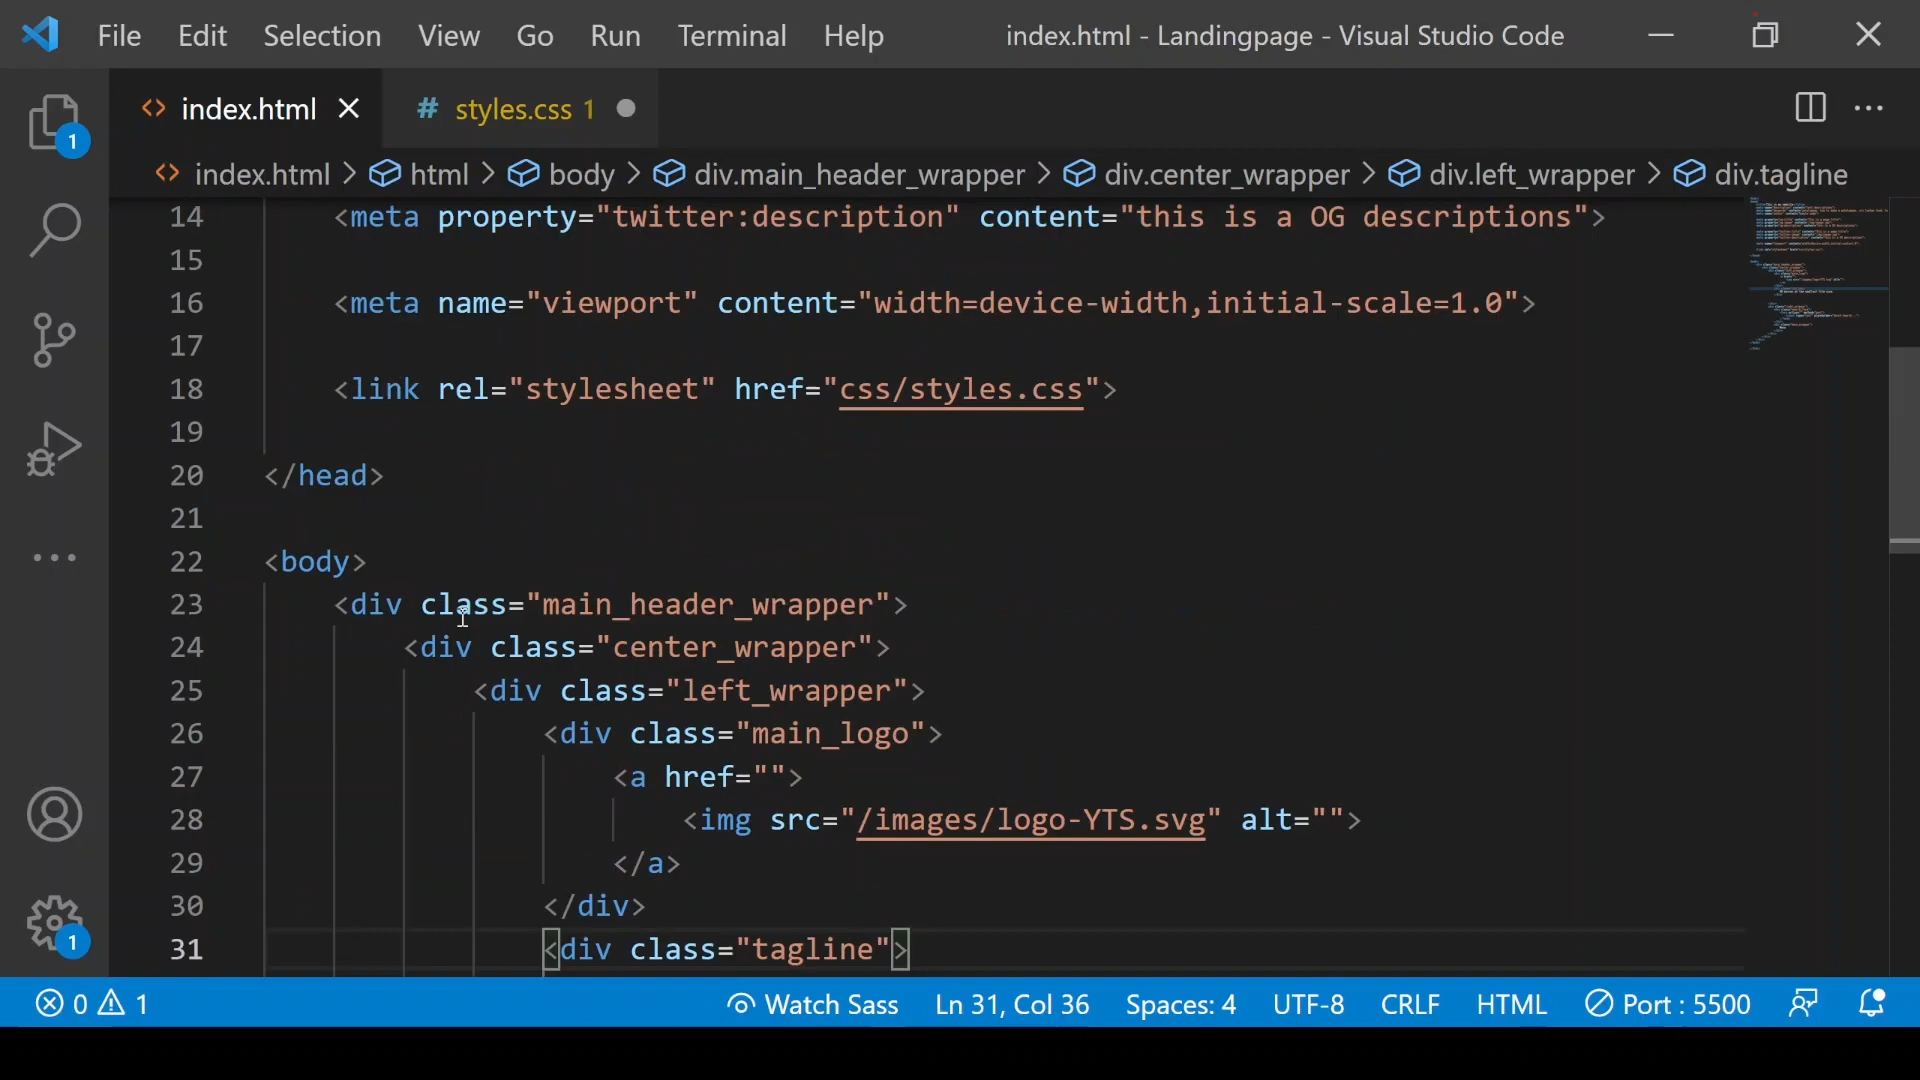 File Edit Selection View Go Run Terminal Help index.html - Landingpage - Visual Studio Code
index.html styles.css 1
index.html > html > body > div.main_header_wrapper > div.center_wrapper > div.left_wrapper > div.tagline
14 <meta property="twitter:description" content="this is a OG descriptions">
15
16 <meta name="viewport" content="width=device-width,initial-scale=1.0">
17
18 <link rel="stylesheet" href="css/styles.css">
19
20 </head>
21
22 <body>
23 <div class="main_header_wrapper">
24 <div class="center_wrapper">
25 <div class="left_wrapper">
26 <div class="main_logo">
27 <a href="">
28 <img src="/images/logo-YTS.svg" alt="">
29 </a>
30 </div>
31 <div class="tagline">
1
1
0 1 Watch Sass Ln 31, Col 36 Spaces: 4 UTF-8 CRLF HTML Port : 5500